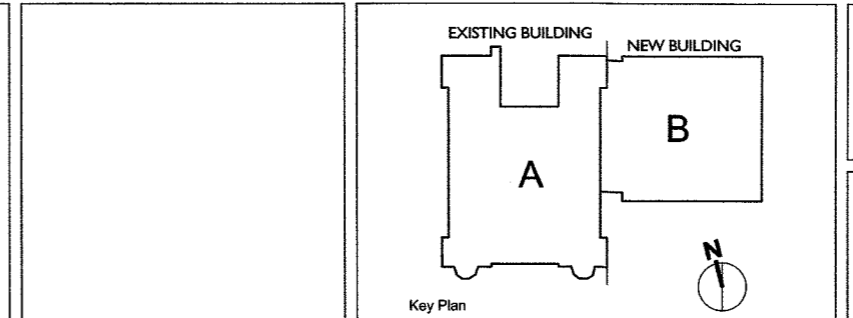 EXISTING BUILDING
NEW BUILDING
A
B
N
Key Plan